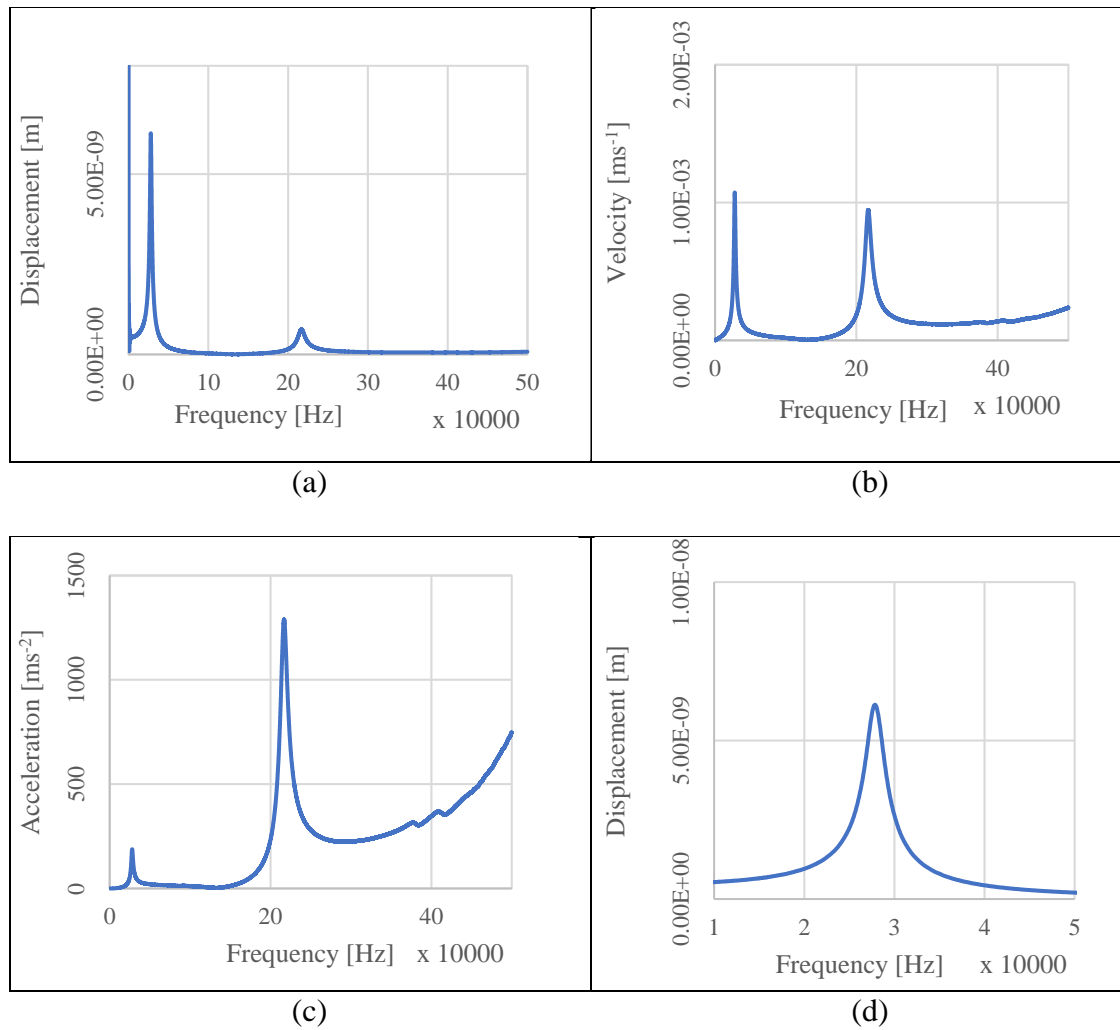 Displacement [m]
5.00E-09
0.00E+00
0 10 20 30 40 50
Frequency [Hz]
x 10000
(a)
Velocity [ms-1]
2.00E-03
1.00E-03
0.00E+00
0 20 40
Frequency [Hz]
x 10000
(b)
Acceleration [ms-2]
1500
1000
500
0
0 20 40
Frequency [Hz]
x 10000
(c)
Displacement [m]
1.00E-08
5.00E-09
0.00E+00
1 2 3 4 5
Frequency [Hz]
x 10000
(d)